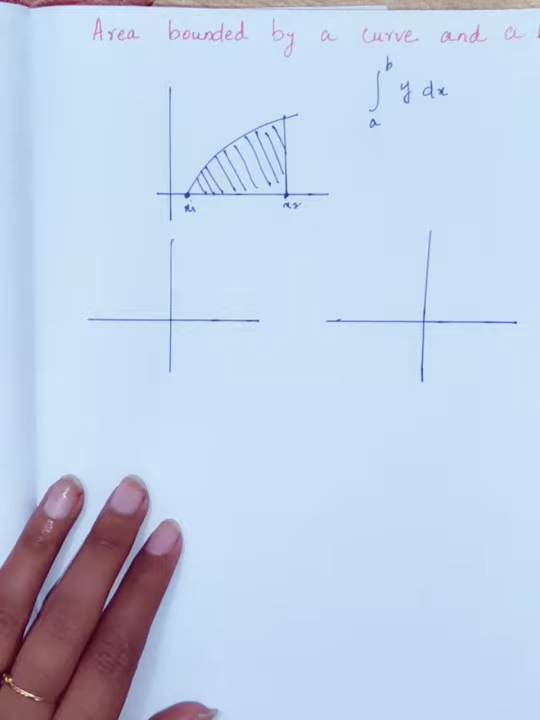 Area bounded by a curve and a
∫ₐᵇ y dx
x₁ x₂